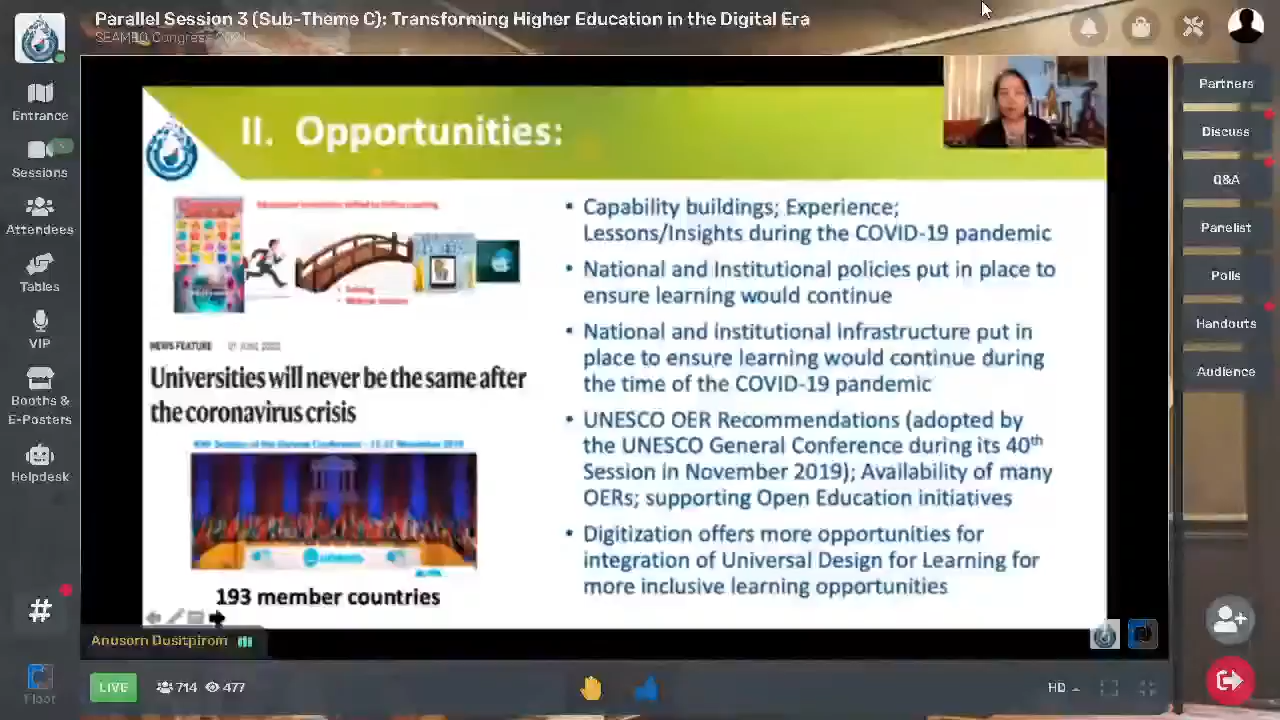 Parallel Session 3 (Sub-Theme C): Transforming Higher Education in the Digital Era
SEAMEO Congress 2021
Entrance
Sessions
Attendees
Tables
VIP
Booths &
E-Posters
Helpdesk
#
Floor
II. Opportunities:
NEWS FEATURE
Universities will never be the same after
the coronavirus crisis
193 member countries
• Capability buildings; Experience;
Lessons/Insights during the COVID-19 pandemic
• National and Institutional policies put in place to
ensure learning would continue
• National and Institutional infrastructure put in
place to ensure learning would continue during
the time of the COVID-19 pandemic
• UNESCO OER Recommendations (adopted by
the UNESCO General Conference during its 40th
Session in November 2019); Availability of many
OERs; supporting Open Education initiatives
• Digitization offers more opportunities for
integration of Universal Design for Learning for
more inclusive learning opportunities
Anusorn Dusitpirom
LIVE
714
477
HD
Partners
Discuss
Q&A
Panelist
Polls
Handouts
Audience